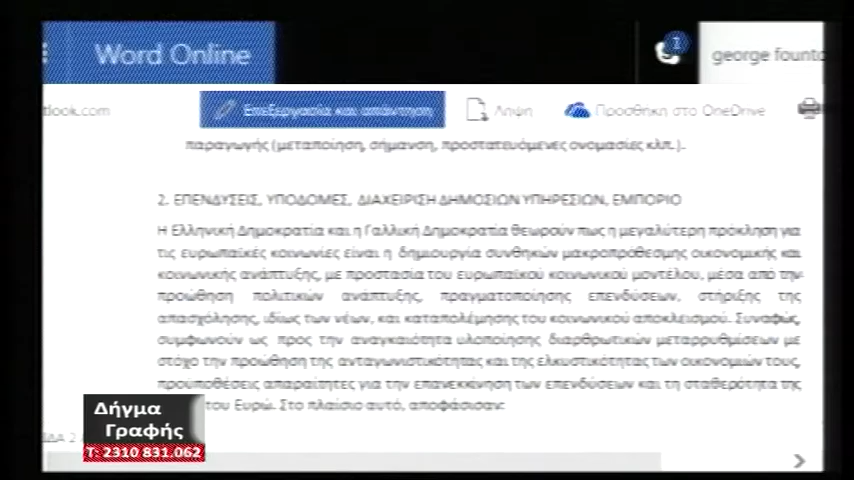 Word Online
george founto
tlook.com
Επεξεργασία και απάντηση
Λήψη
Προσθήκη στο OneDrive
παραγωγής (μεταποίηση, σήμανση, προστατευόμενες ονομασίες κλπ.).
2. ΕΠΕΝΔΥΣΕΙΣ, ΥΠΟΔΟΜΕΣ, ΔΙΑΧΕΙΡΙΣΗ ΔΗΜΟΣΙΩΝ ΥΠΗΡΕΣΙΩΝ, ΕΜΠΟΡΙΟ
Η Ελληνική Δημοκρατία και η Γαλλική Δημοκρατία θεωρούν πως η μεγαλύτερη πρόκληση για
τις ευρωπαϊκές κοινωνίες είναι η δημιουργία συνθηκών μακροπρόθεσμης οικονομικής και
κοινωνικής ανάπτυξης, με προστασία του ευρωπαϊκού κοινωνικού μοντέλου, μέσα από την
προώθηση πολιτικών ανάπτυξης, πραγματοποίησης επενδύσεων, στήριξης της
απασχόλησης, ιδίως των νέων, και καταπολέμησης του κοινωνικού αποκλεισμού. Συναφώς,
συμφωνούν ως προς την αναγκαιότητα υλοποίησης διαρθρωτικών μεταρρυθμίσεων με
στόχο την προώθηση της ανταγωνιστικότητας και της ελκυστικότητας των οικονομιών τους,
προϋποθέσεις απαραίτητες για την επανεκκίνηση των επενδύσεων και τη σταθερότητα της
του Ευρώ. Στο πλαίσιο αυτό, αποφάσισαν:
Δήγμα
Γραφής
T: 2310 831.062